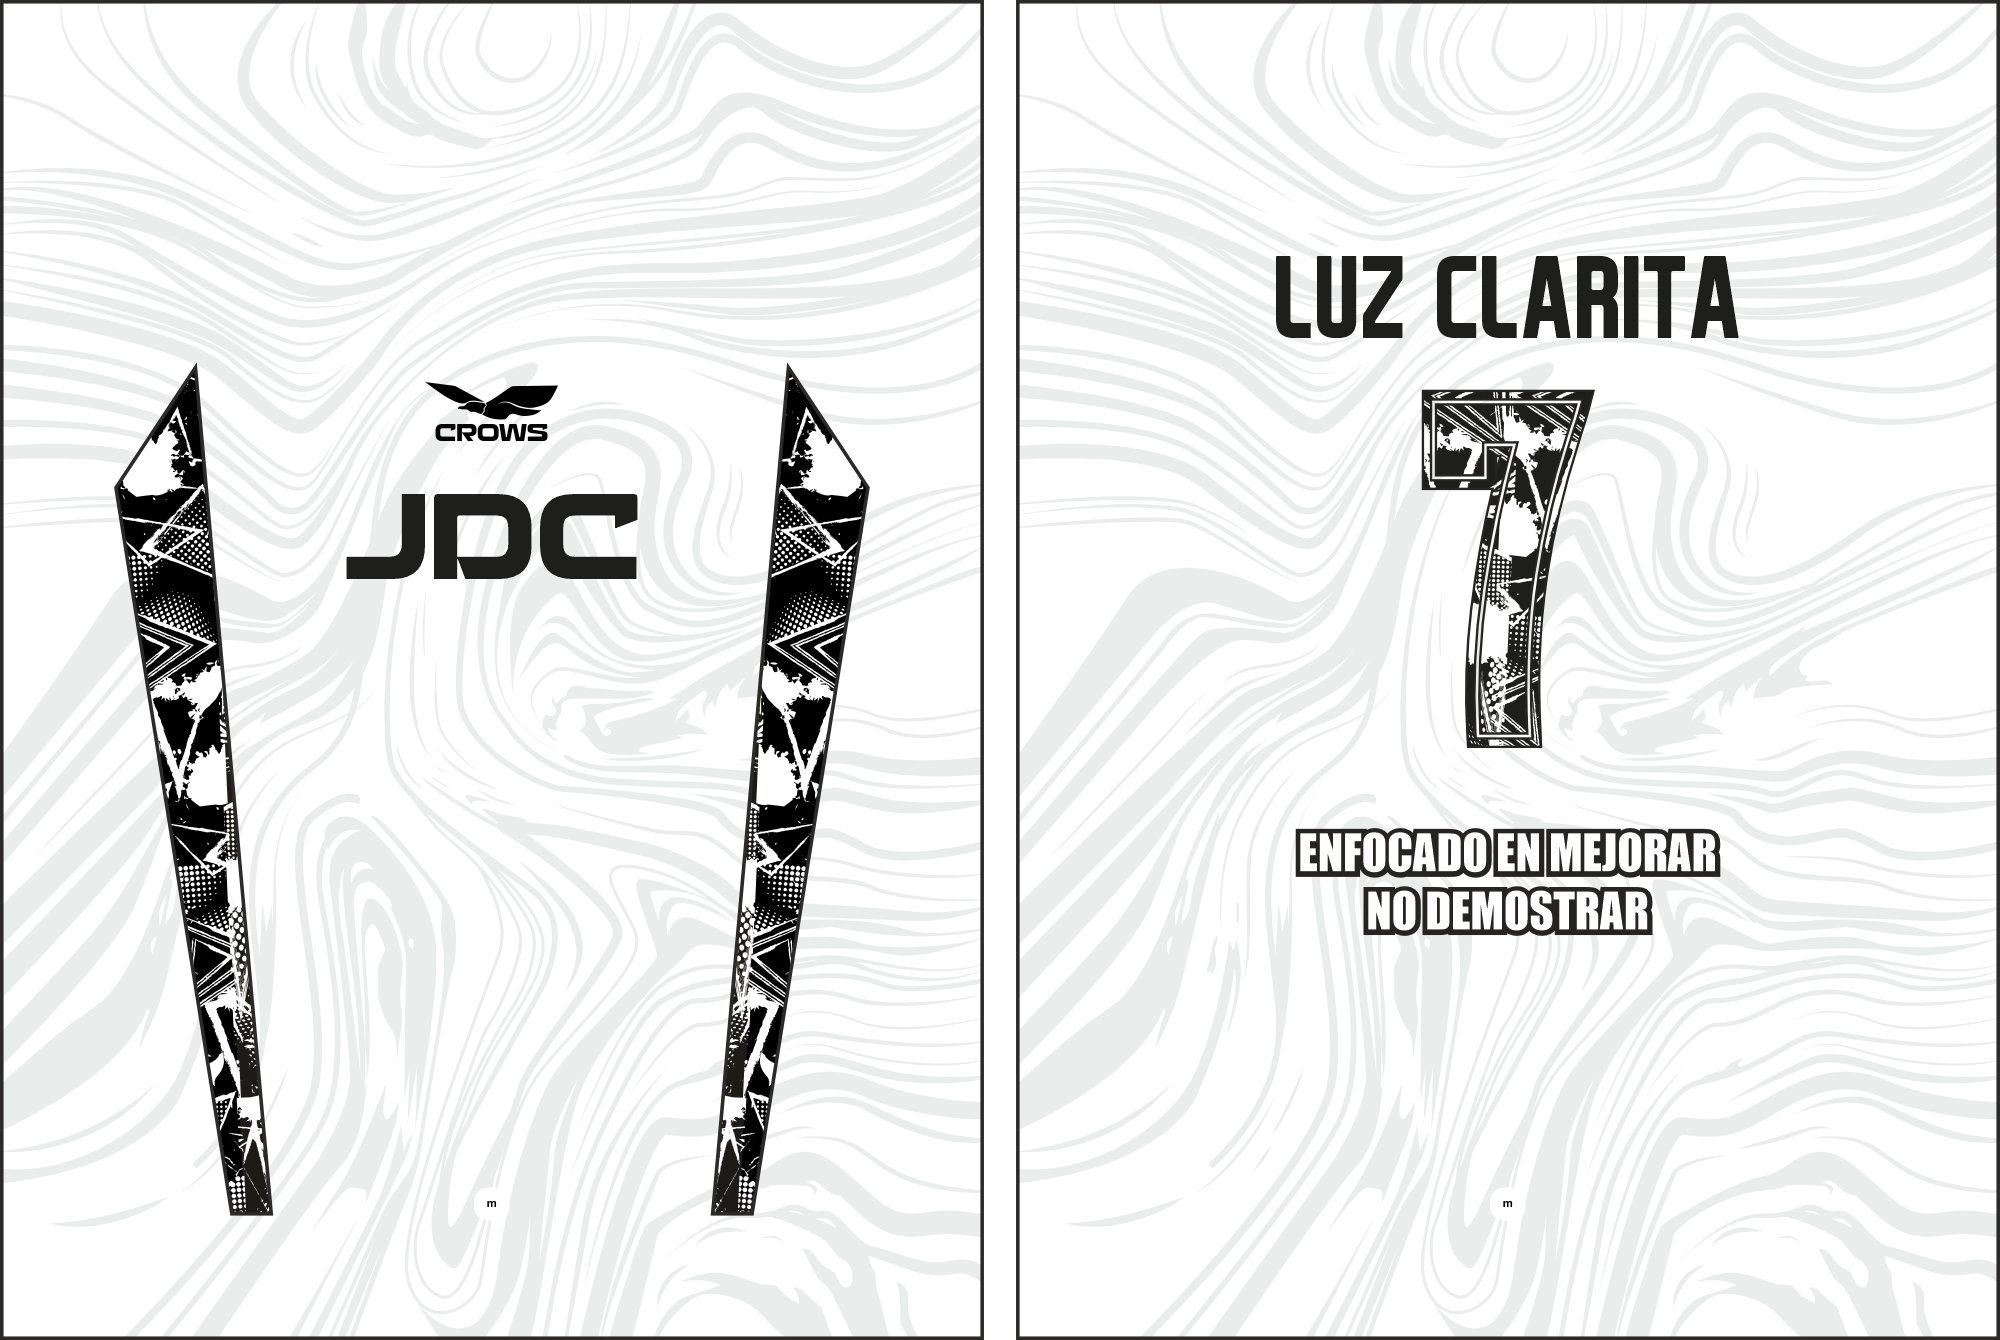 CROWS
JDC
m
LUZ CLARITA
7
ENFOCADO EN MEJORAR
NO DEMOSTRAR
m